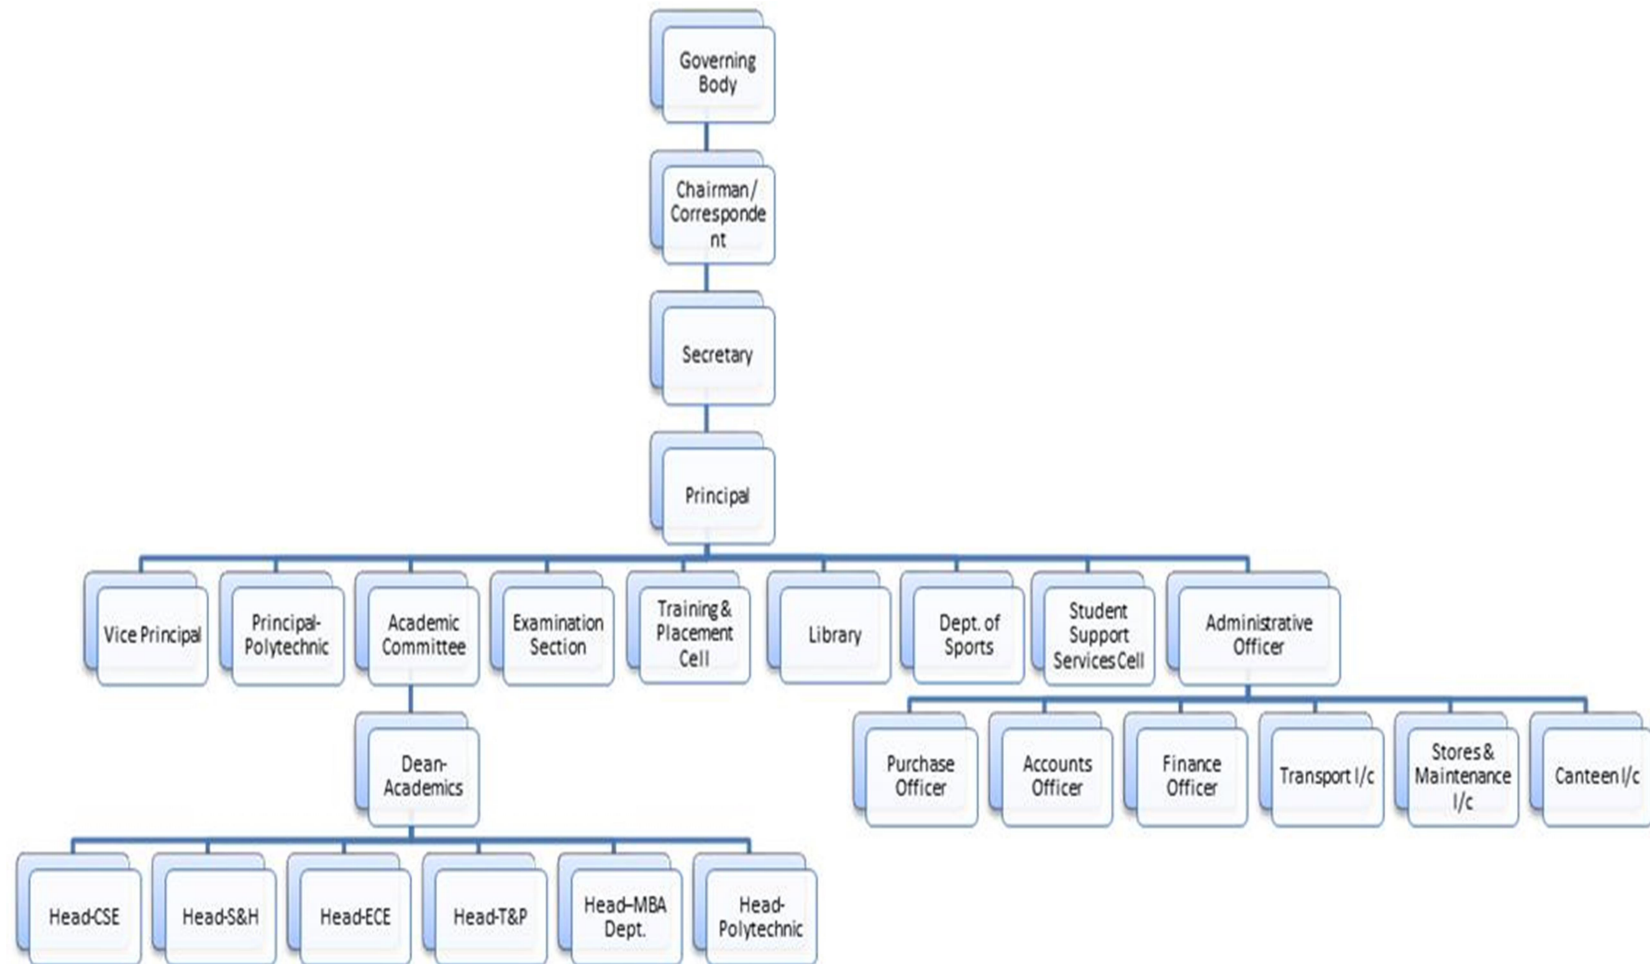 Governing
Body
Chairman /
Corresponde
nt
Secretary
Principal
Vice Principal
Principal-
Polytechnic
Academic
Committee
Examination
Section
Training &
Placement
Cell
Library
Dept. of
Sports
Student
Support
Services Cell
Administrative
Officer
Dean-
Academics
Purchase
Officer
Accounts
Officer
Finance
Officer
Transport I/c
Stores &
Maintenance
I/c
Canteen I/c
Head-CSE
Head-S&H
Head-ECE
Head-T&P
Head–MBA
Dept.
Head-
Polytechnic